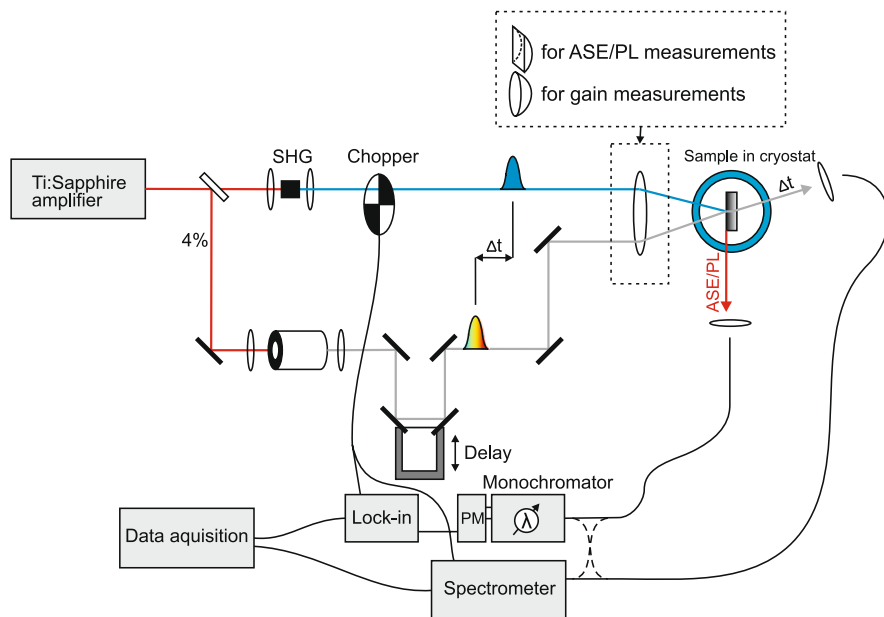 for ASE/PL measurements
for gain measurements
SHG
Chopper
Sample in cryostat
Ti:Sapphire
amplifier
Δt
4%
Δt
ASE/PL
Delay
Monochromator
Lock-in
PM
λ
Data aquisition
Spectrometer